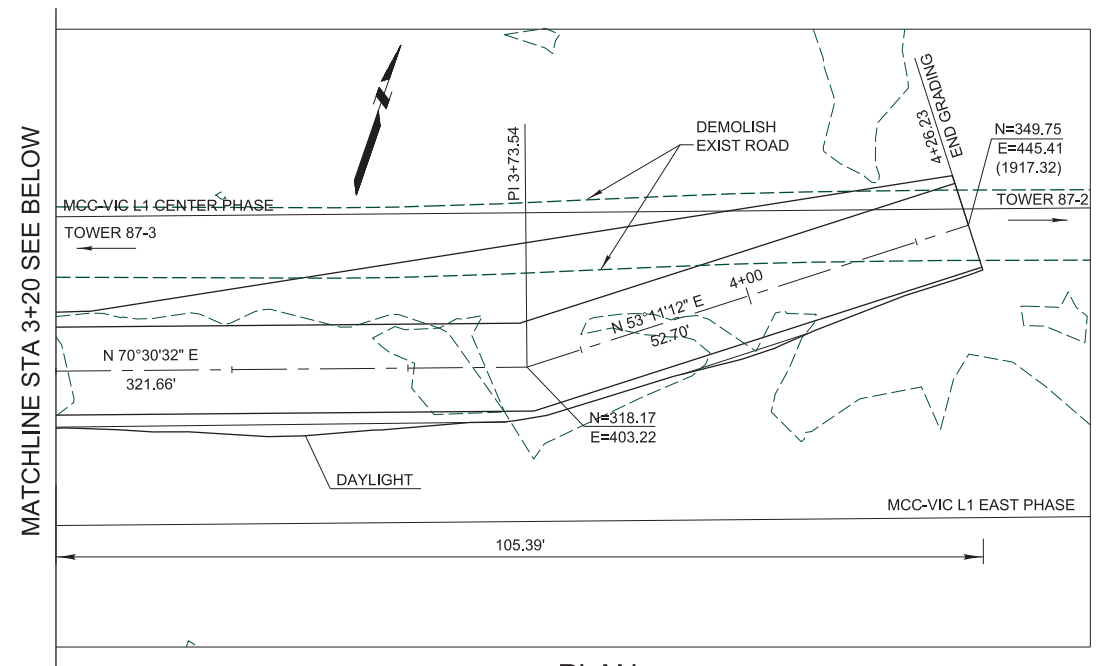 MATCHLINE STA 3+20 SEE BELOW
MCC-VIC L1 CENTER PHASE
TOWER 87-3
N
PI 3+73.54
DEMOLISH
EXIST ROAD
4+26.23
END GRADING
N=349.75
E=445.41
(1917.32)
TOWER 87-2
N 70°30'32" E
321.66'
N 53°11'12" E
52.70'
4+00
N=318.17
E=403.22
DAYLIGHT
MCC-VIC L1 EAST PHASE
105.39'
PLAN